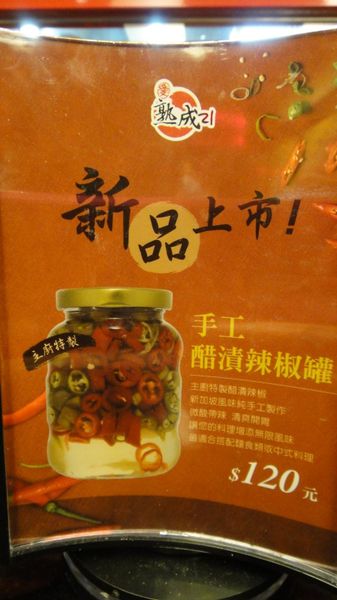 慢
熟成21
新品上市!
主廚特製
手工
醋漬辣椒罐
主廚特製醋漬辣椒
新加坡風味純手工製作
微酸帶辣 清爽開胃
讓您的料理增添無限風味
最適合搭配麵食類或中式料理
$120元